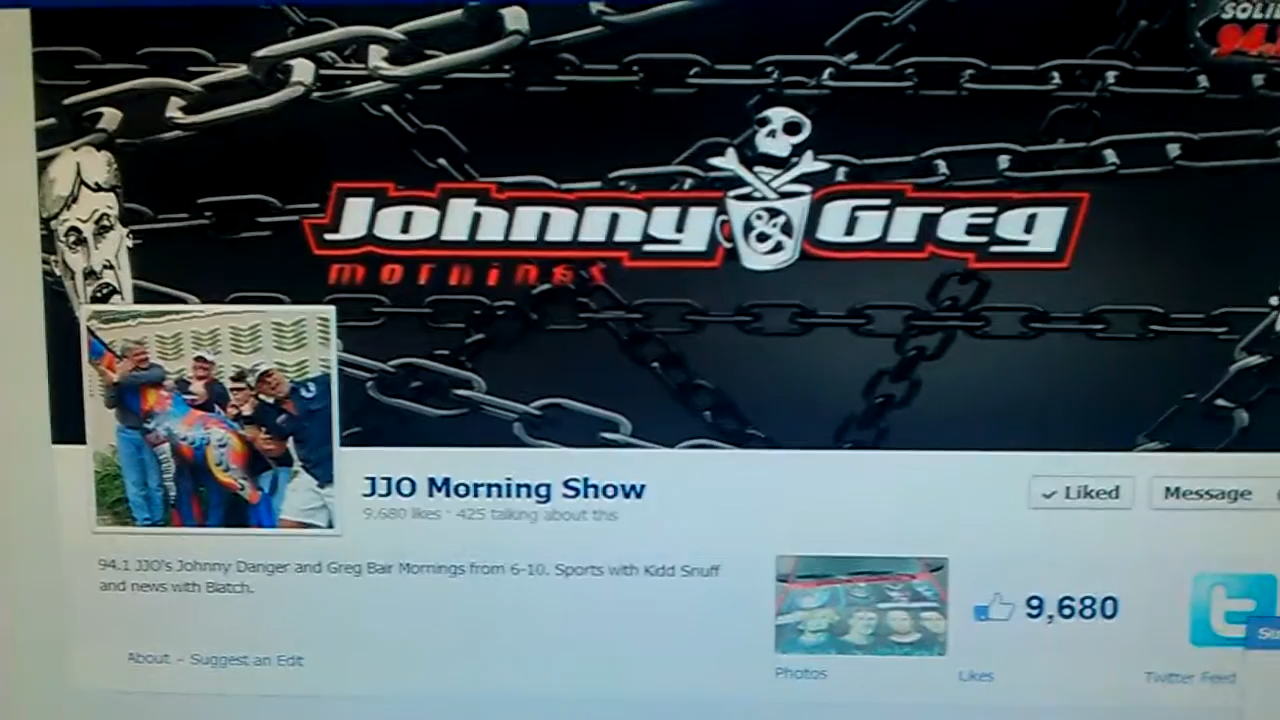 SOLI
94.
Johnny & Greg
mornings
JJO Morning Show
9,680 likes · 425 talking about this
Liked
Message
94.1 JJO's Johnny Danger and Greg Bair Mornings from 6-10. Sports with Kidd Snuff
and news with Blatch.
9,680
About – Suggest an Edit
Photos
Likes
Twitter Feed